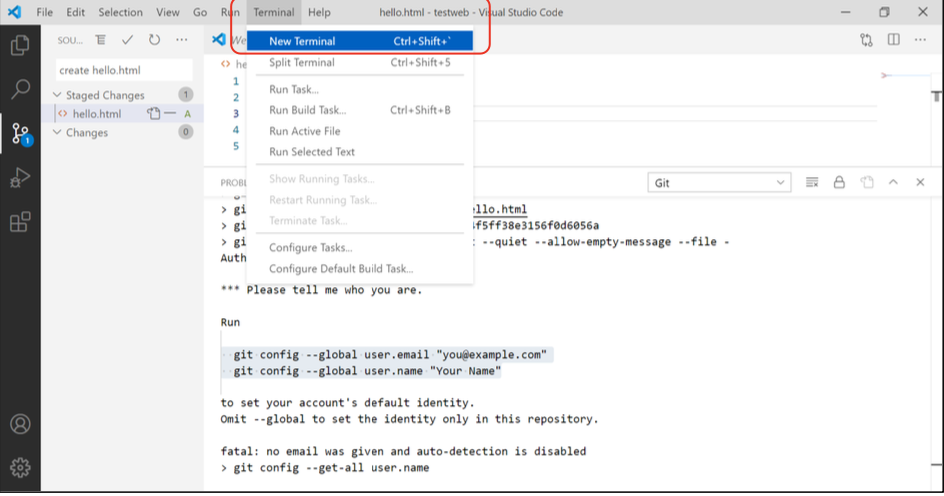 File Edit Selection View Go Run Terminal Help hello.html - testweb - Visual Studio Code
SOU...
We
New Terminal Ctrl+Shift+`
Split Terminal Ctrl+Shift+5
Run Task...
Run Build Task... Ctrl+Shift+B
Run Active File
Run Selected Text
Show Running Tasks...
Restart Running Task...
Terminate Task...
Configure Tasks...
Configure Default Build Task...
create hello.html
Staged Changes 1
<> hello.html A
Changes 0
1
<> he
1
2
3
4
5
PROBL
Git
> gi ello.html
> gi 4f5ff38e3156f0d6056a
> gi t --quiet --allow-empty-message --file -
Auth
*** Please tell me who you are.
Run
git config --global user.email "you@example.com"
git config --global user.name "Your Name"
to set your account's default identity.
Omit --global to set the identity only in this repository.
fatal: no email was given and auto-detection is disabled
> git config --get-all user.name